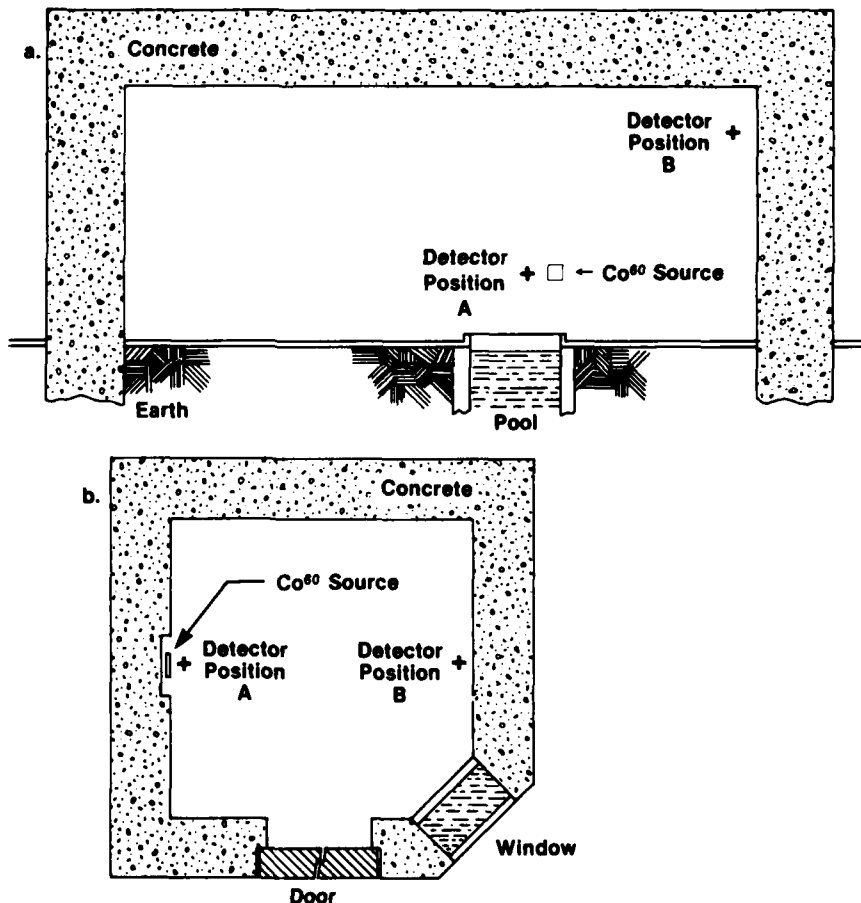 a.
Concrete
Detector
Position
B
Detector
Position
A
← Co⁶⁰ Source
Earth
Pool
b.
Concrete
Co⁶⁰ Source
Detector
Position
A
Detector
Position
B
Window
Door